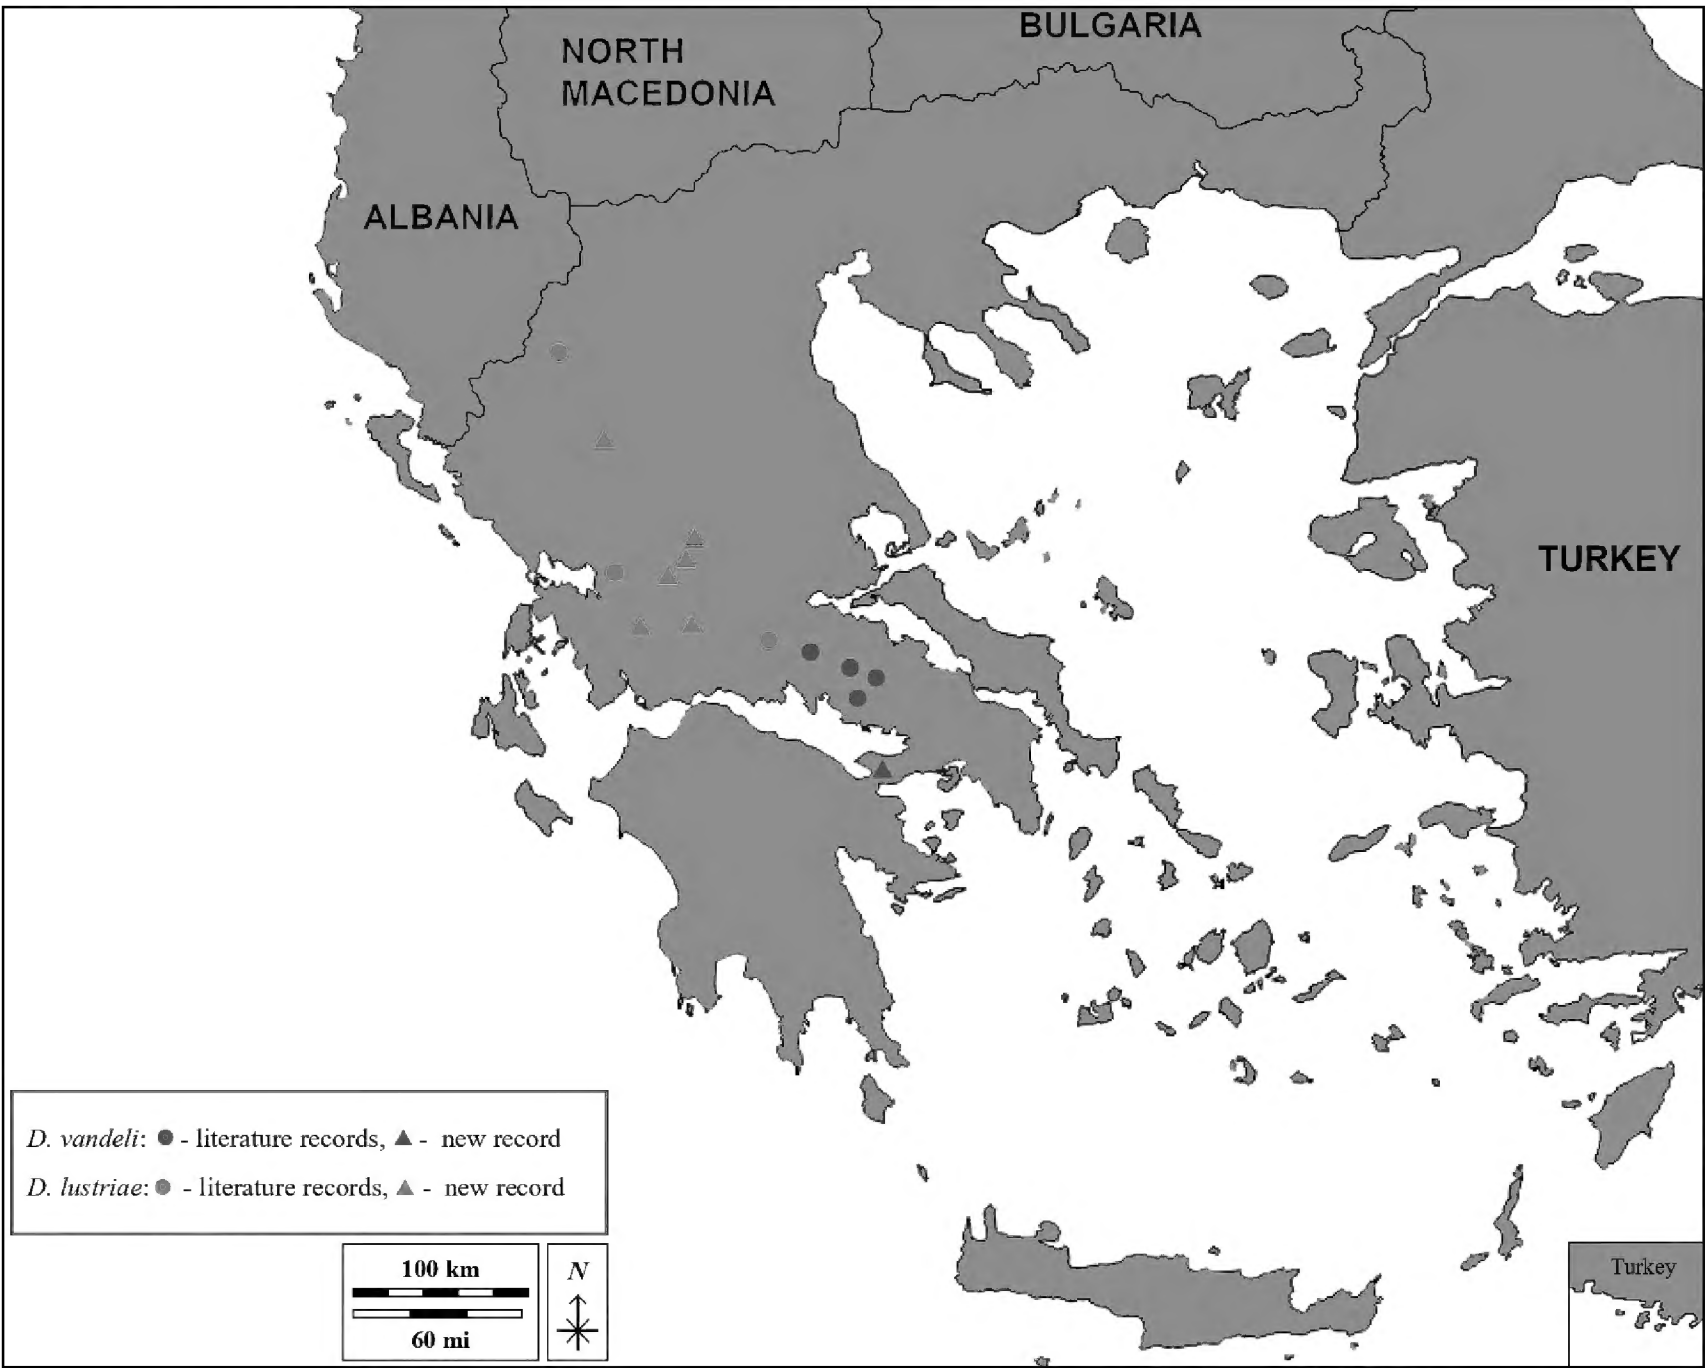 BULGARIA
NORTH
MACEDONIA
ALBANIA
TURKEY
D. vandeli: ● - literature records, ▲ - new record
D. lustriae: ● - literature records, ▲ - new record
100 km
60 mi
N
Turkey